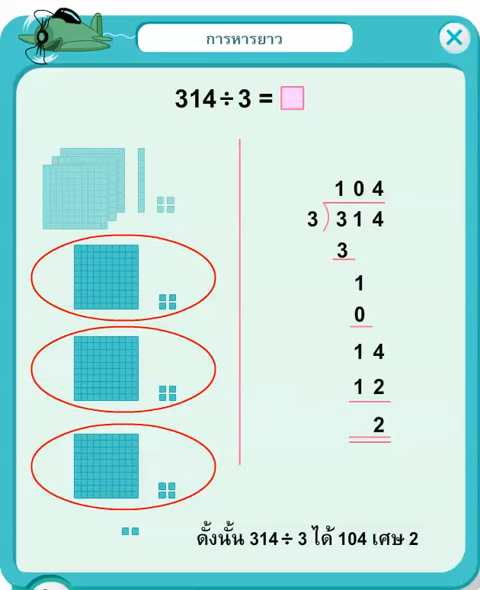 การหารยาว
314 ÷ 3 =
1 0 4
3 ) 3 1 4
3
1
0
1 4
1 2
2
ดั้งนั้น 314 ÷ 3 ได้ 104 เศษ 2